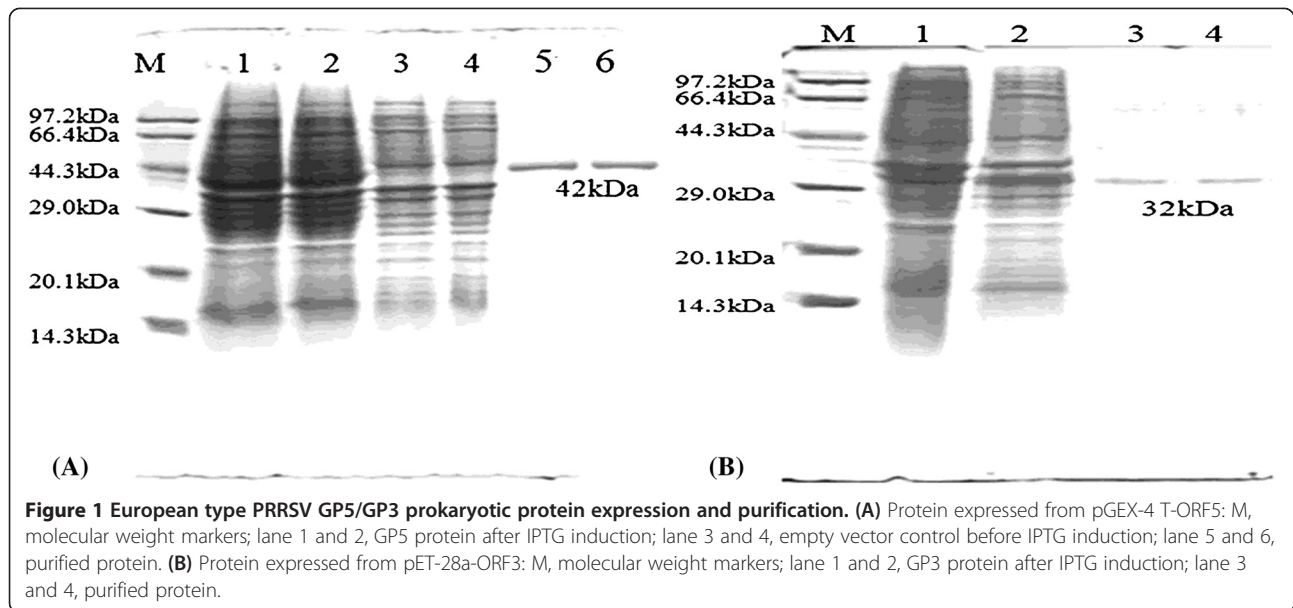 M 1 2 3 4 5 6
97.2kDa
66.4kDa
44.3kDa
42kDa
29.0kDa
20.1kDa
14.3kDa
(A)
M 1 2 3 4
97.2kDa
66.4kDa
44.3kDa
29.0kDa
32kDa
20.1kDa
14.3kDa
(B)
Figure 1 European type PRRSV GP5/GP3 prokaryotic protein expression and purification. (A) Protein expressed from pGEX-4 T-ORF5: M,
molecular weight markers; lane 1 and 2, GP5 protein after IPTG induction; lane 3 and 4, empty vector control before IPTG induction; lane 5 and 6,
purified protein. (B) Protein expressed from pET-28a-ORF3: M, molecular weight markers; lane 1 and 2, GP3 protein after IPTG induction; lane 3
and 4, purified protein.